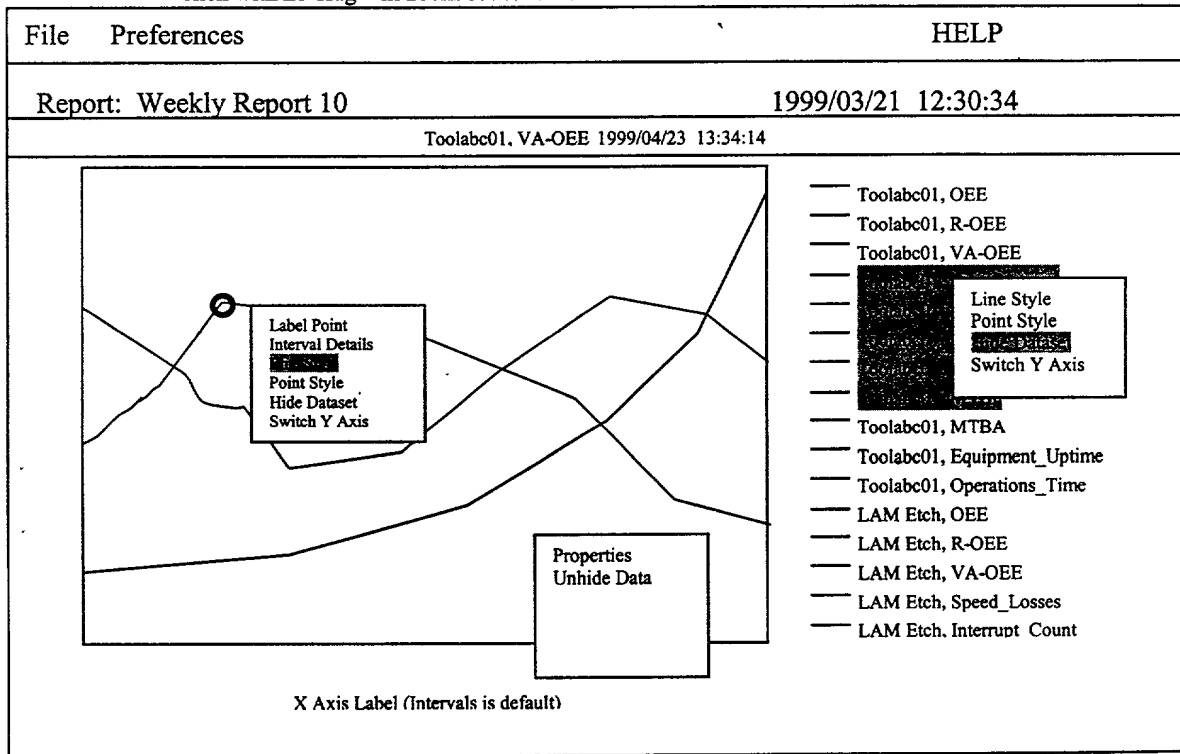 File Preferences HELP
Report: Weekly Report 10 1999/03/21 12:30:34
Toolabc01, VA-OEE 1999/04/23 13:34:14
Label Point
Interval Details
Point Style
Hide Dataset
Switch Y Axis
Properties
Unhide Data
X Axis Label (Intervals is default)
Toolabc01, OEE
Toolabc01, R-OEE
Toolabc01, VA-OEE
Line Style
Point Style
Switch Y Axis
Toolabc01, MTBA
Toolabc01, Equipment_Uptime
Toolabc01, Operations_Time
LAM Etch, OEE
LAM Etch, R-OEE
LAM Etch, VA-OEE
LAM Etch, Speed_Losses
LAM Etch, Interrupt_Count